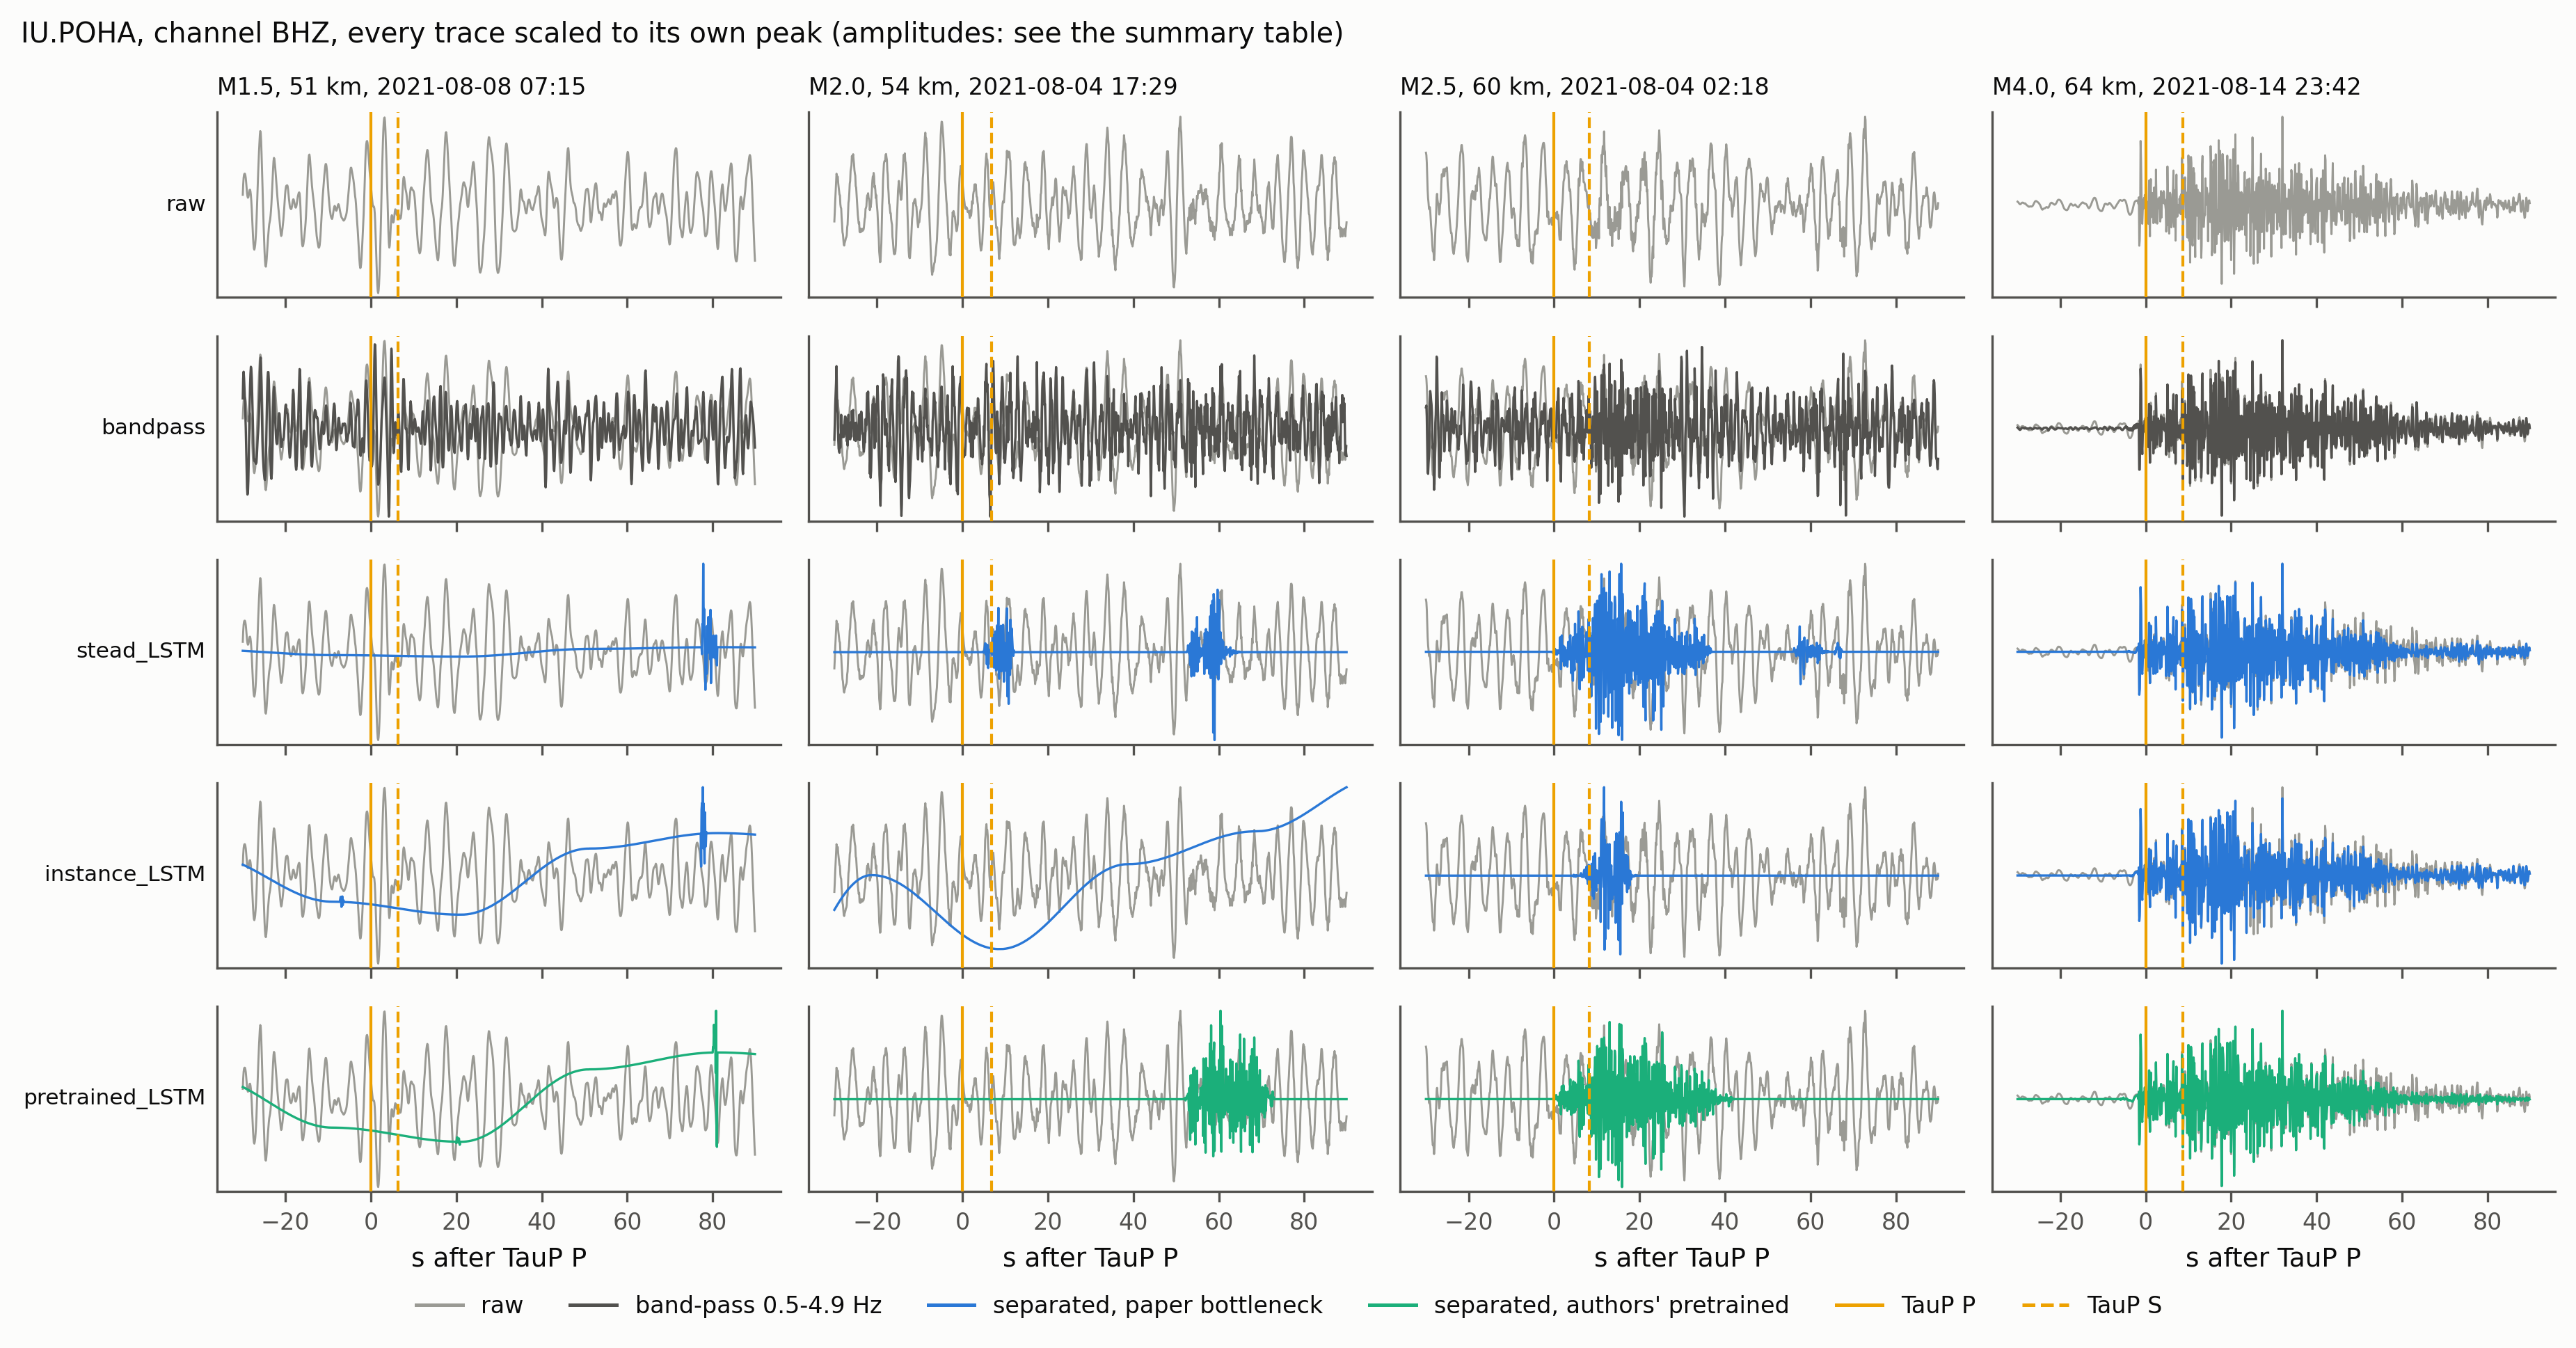 IU.POHA, channel BHZ, every trace scaled to its own peak (amplitudes: see the summary table)
M1.5, 51 km, 2021-08-08 07:15
M2.0, 54 km, 2021-08-04 17:29
M2.5, 60 km, 2021-08-04 02:18
M4.0, 64 km, 2021-08-14 23:42
raw
bandpass
stead_LSTM
instance_LSTM
pretrained_LSTM
−20 0 20 40 60 80
−20 0 20 40 60 80
−20 0 20 40 60 80
−20 0 20 40 60 80
s after TauP P
s after TauP P
s after TauP P
s after TauP P
raw
band-pass 0.5-4.9 Hz
separated, paper bottleneck
separated, authors' pretrained
TauP P
TauP S